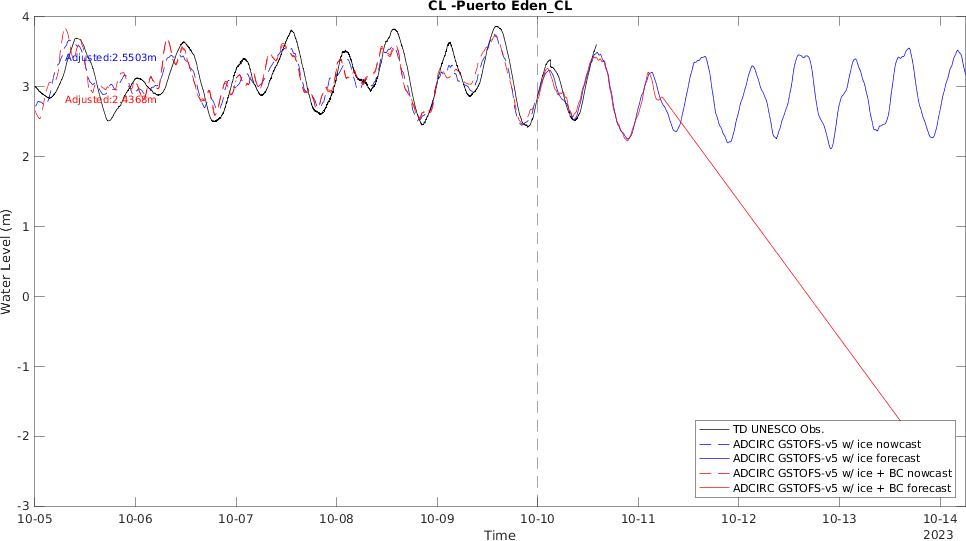 CL -Puerto Eden_CL
Adjusted:2.5503m
Adjusted:2.4368m
Water Level (m)
4
3
2
1
0
-1
-2
-3
TD UNESCO Obs.
ADCIRC GSTOFS-v5 w/ ice nowcast
ADCIRC GSTOFS-v5 w/ ice forecast
ADCIRC GSTOFS-v5 w/ ice + BC nowcast
ADCIRC GSTOFS-v5 w/ ice + BC forecast
10-05 10-06 10-07 10-08 10-09 10-10 10-11 10-12 10-13 10-14
2023
Time